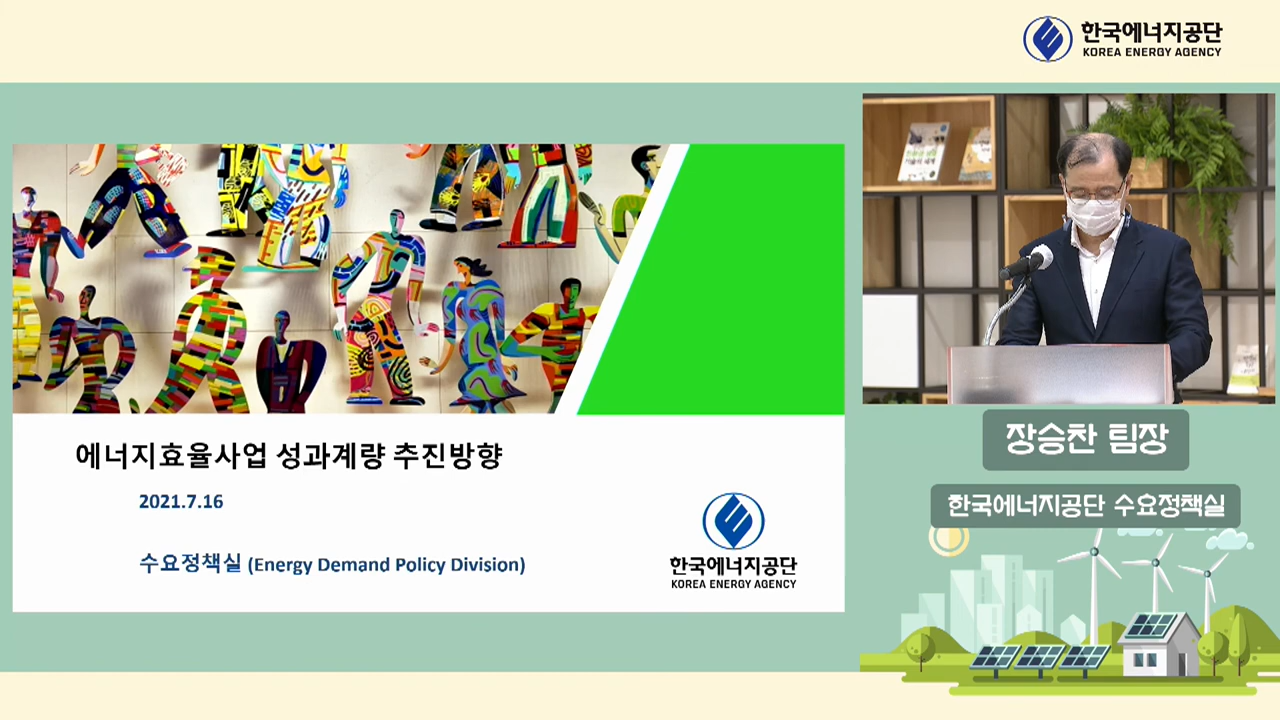 한국에너지공단
KOREA ENERGY AGENCY
에너지효율사업 성과계량 추진방향
2021.7.16
수요정책실 (Energy Demand Policy Division)
한국에너지공단
KOREA ENERGY AGENCY
장승찬 팀장
한국에너지공단 수요정책실